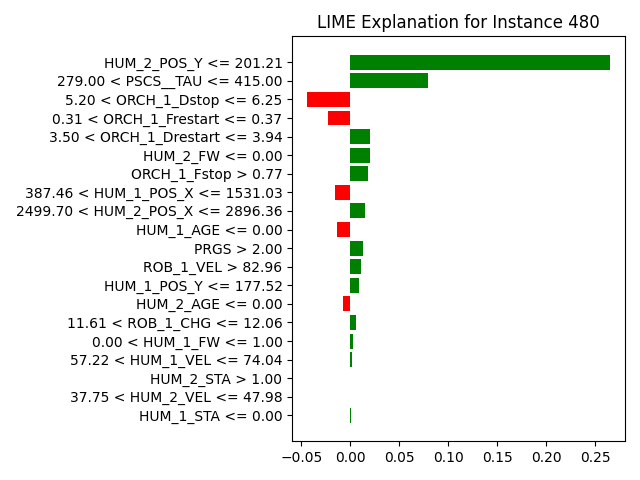 LIME Explanation for Instance 480
HUM_2_POS_Y <= 201.21
279.00 < PSCS__TAU <= 415.00
5.20 < ORCH_1_Dstop <= 6.25
0.31 < ORCH_1_Frestart <= 0.37
3.50 < ORCH_1_Drestart <= 3.94
HUM_2_FW <= 0.00
ORCH_1_Fstop > 0.77
387.46 < HUM_1_POS_X <= 1531.03
2499.70 < HUM_2_POS_X <= 2896.36
HUM_1_AGE <= 0.00
PRGS > 2.00
ROB_1_VEL > 82.96
HUM_1_POS_Y <= 177.52
HUM_2_AGE <= 0.00
11.61 < ROB_1_CHG <= 12.06
0.00 < HUM_1_FW <= 1.00
57.22 < HUM_1_VEL <= 74.04
HUM_2_STA > 1.00
37.75 < HUM_2_VEL <= 47.98
HUM_1_STA <= 0.00
−0.05 0.00 0.05 0.10 0.15 0.20 0.25